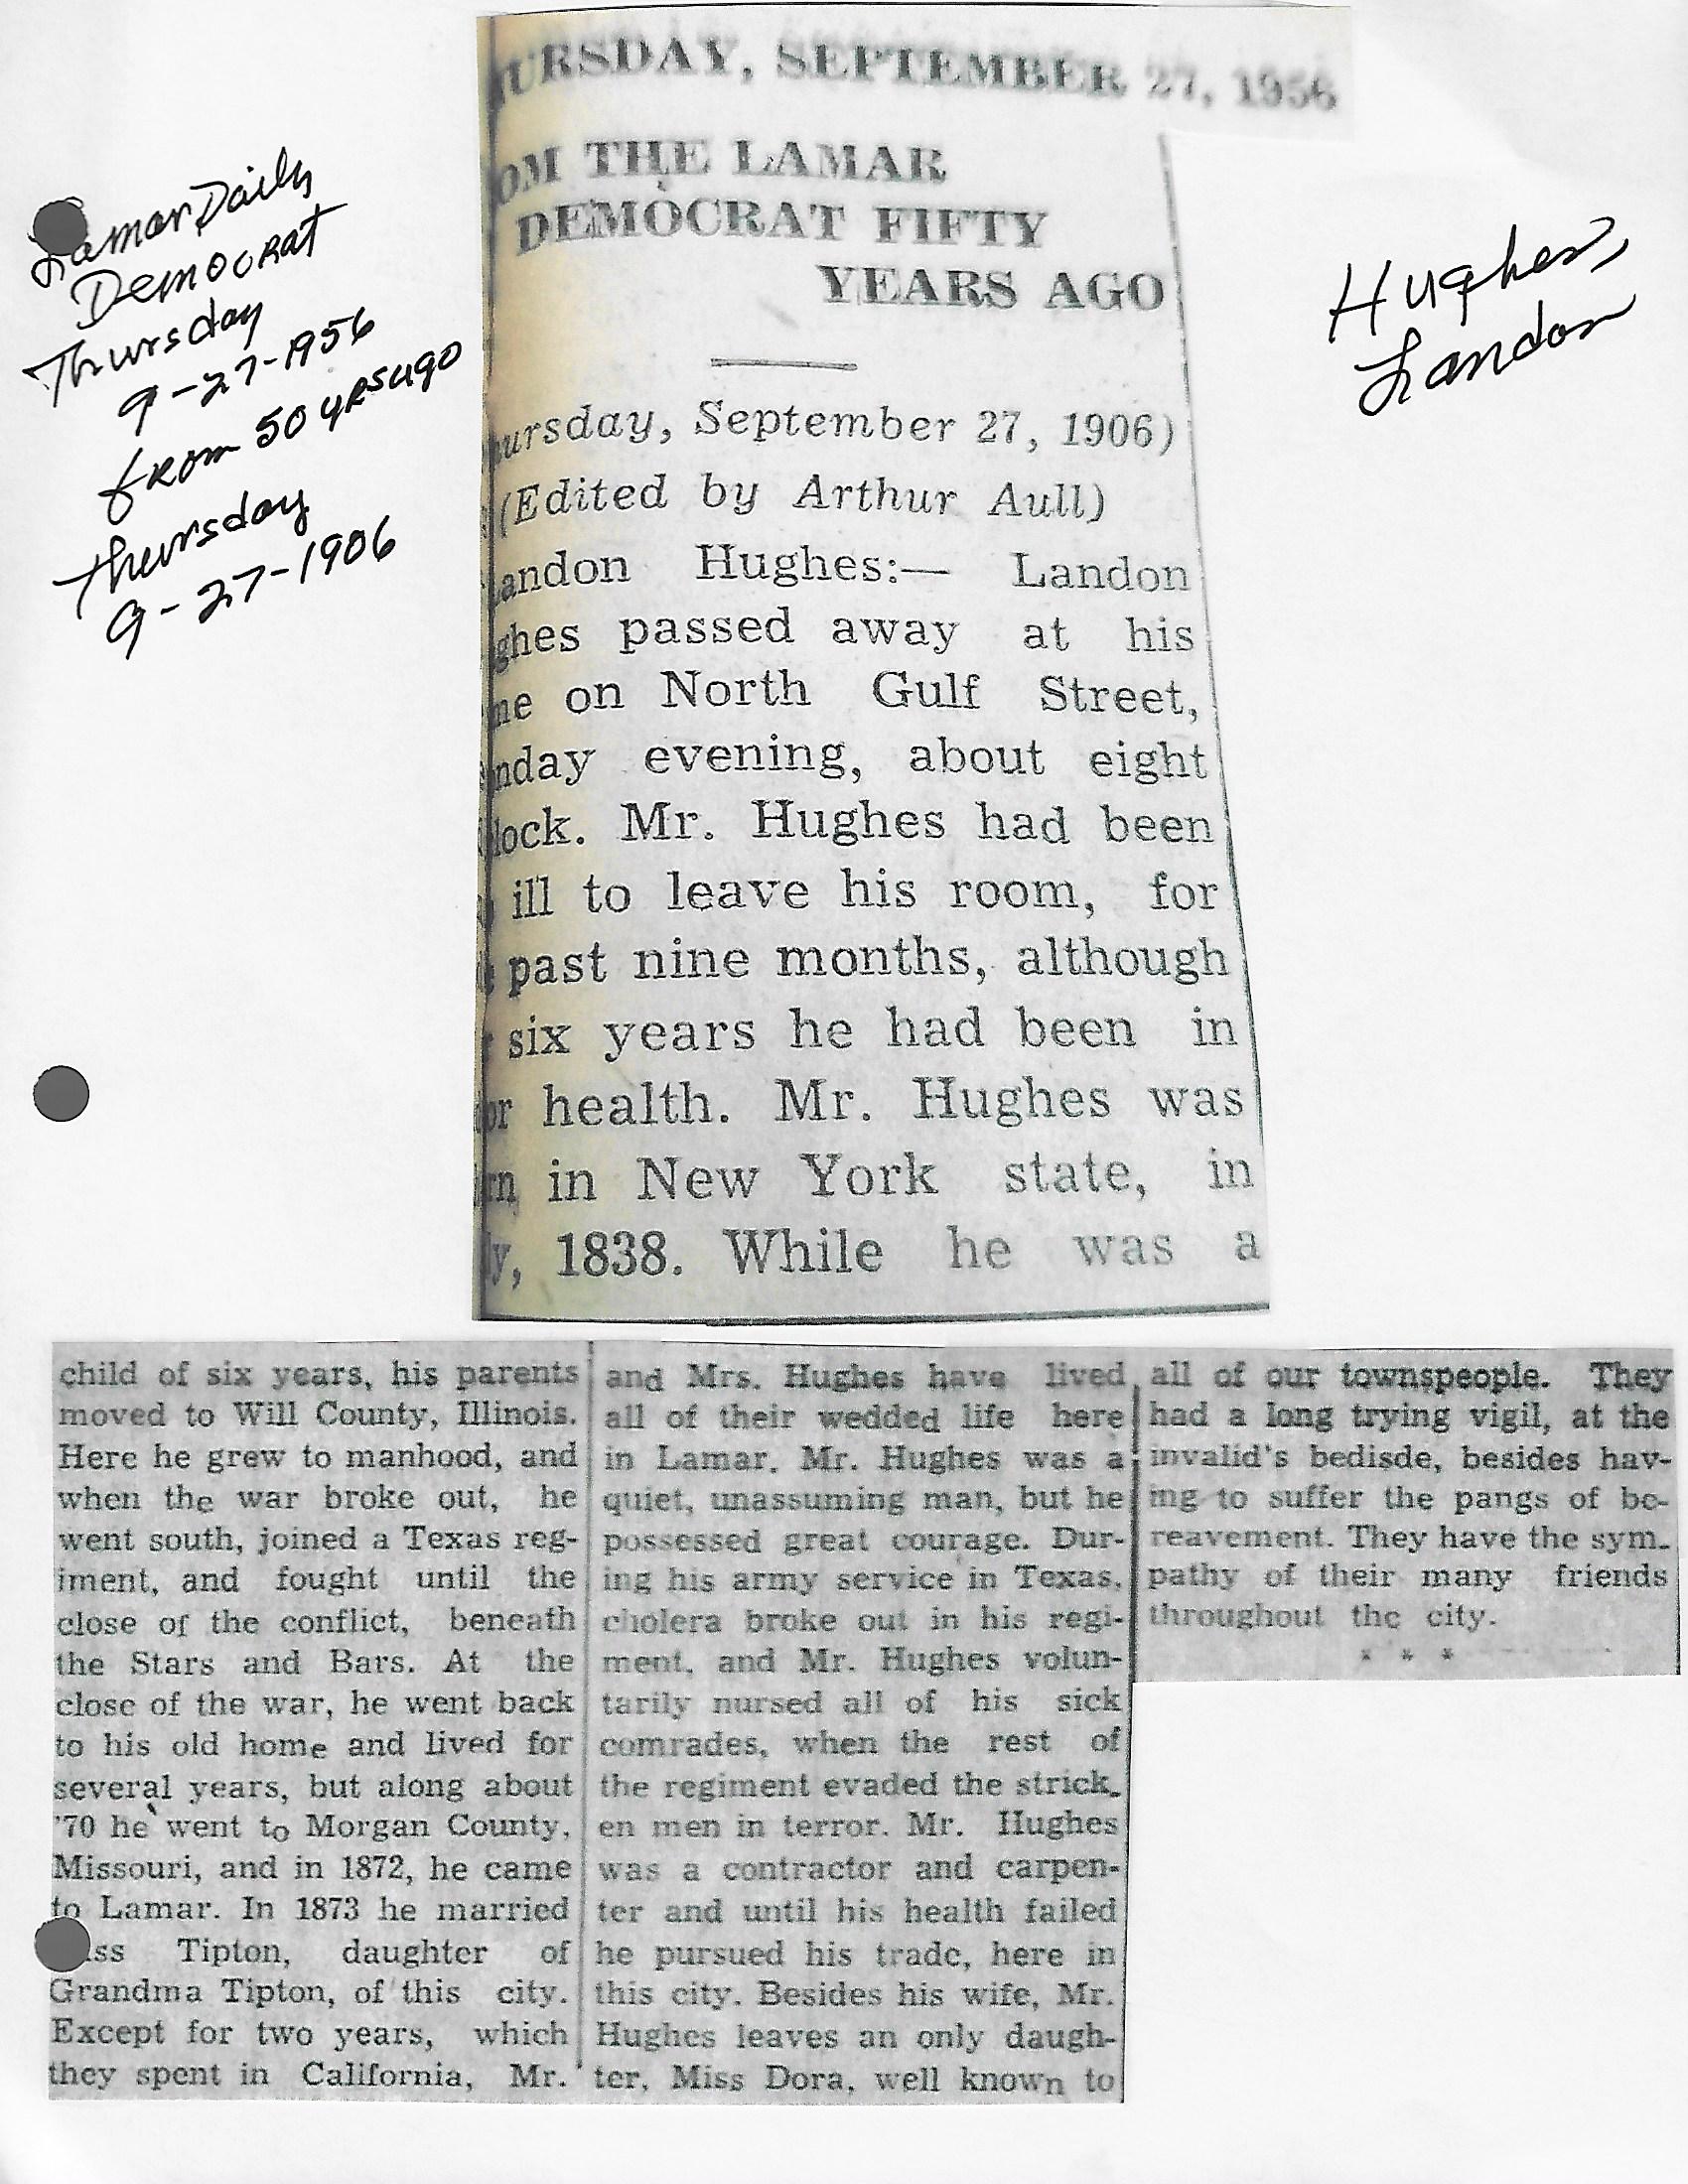 URSDAY, SEPTEMBER 27, 1956
OM THE LAMAR
DEMOCRAT FIFTY
YEARS AGO
ursday, September 27, 1906)
(Edited by Arthur Aull)
andon Hughes:— Landon
ghes passed away at his
ne on North Gulf Street,
nday evening, about eight
lock. Mr. Hughes had been
ill to leave his room, for
past nine months, although
six years he had been in
or health. Mr. Hughes was
rn in New York state, in
y, 1838. While he was a
Lamar Daily
Democrat
Thursday
9-27-1956
from 50 yrs ago
Thursday
9-27-1906
Hughes,
Landon
child of six years, his parents
moved to Will County, Illinois.
Here he grew to manhood, and
when the war broke out, he
went south, joined a Texas reg-
iment, and fought until the
close of the conflict, beneath
the Stars and Bars. At the
close of the war, he went back
to his old home and lived for
several years, but along about
'70 he went to Morgan County,
Missouri, and in 1872, he came
to Lamar. In 1873 he married
ss Tipton, daughter of
Grandma Tipton, of this city.
Except for two years, which
they spent in California, Mr.
and Mrs. Hughes have lived
all of their wedded life here
in Lamar. Mr. Hughes was a
quiet, unassuming man, but he
possessed great courage. Dur-
ing his army service in Texas,
cholera broke out in his regi-
ment, and Mr. Hughes volun-
tarily nursed all of his sick
comrades, when the rest of
the regiment evaded the strick-
en men in terror. Mr. Hughes
was a contractor and carpen-
ter and until his health failed
he pursued his trade, here in
this city. Besides his wife, Mr.
Hughes leaves an only daugh-
ter, Miss Dora, well known to
all of our townspeople. They
had a long trying vigil, at the
invalid's bedisde, besides hav-
ing to suffer the pangs of be-
reavement. They have the sym-
pathy of their many friends
throughout the city.
* * *